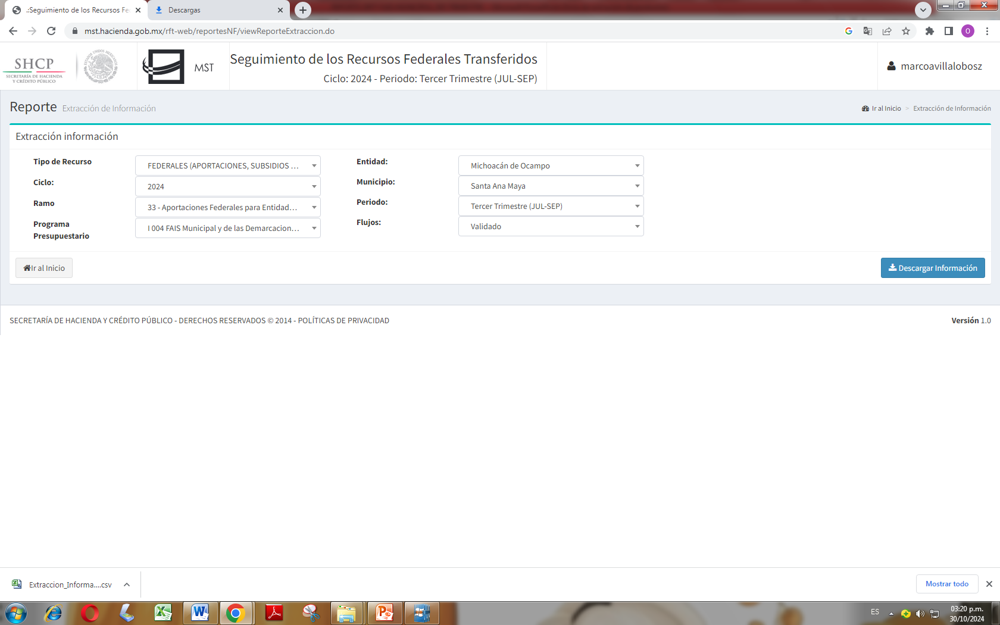 .:Seguimiento de los Recursos Fe
Descargas
mst.hacienda.gob.mx/rft-web/reportesNF/viewReporteExtraccion.do
O
SHCP
SECRETARÍA DE HACIENDA
Y CRÉDITO PÚBLICO
MST
Seguimiento de los Recursos Federales Transferidos
Ciclo: 2024 - Periodo: Tercer Trimestre (JUL-SEP)
marcoavillalobosz
Reporte Extracción de Información
Ir al Inicio > Extracción de Información
Extracción información
Tipo de Recurso FEDERALES (APORTACIONES, SUBSIDIOS ... Entidad: Michoacán de Ocampo
Ciclo: 2024 Municipio: Santa Ana Maya
Ramo 33 - Aportaciones Federales para Entidad... Periodo: Tercer Trimestre (JUL-SEP)
Programa Presupuestario I 004 FAIS Municipal y de las Demarcacion... Flujos: Validado
Ir al Inicio
Descargar Información
SECRETARÍA DE HACIENDA Y CRÉDITO PÚBLICO - DERECHOS RESERVADOS © 2014 - POLÍTICAS DE PRIVACIDAD
Versión 1.0
Extraccion_Informa....csv
Mostrar todo
ES
03:20 p.m.
30/10/2024